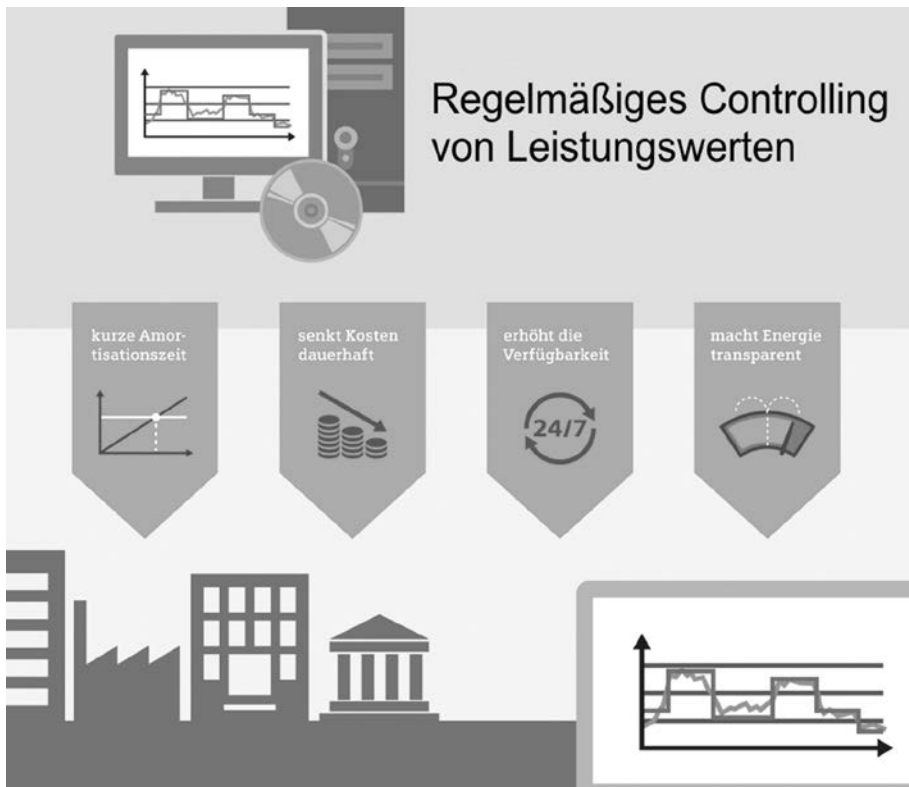 Regelmäßiges Controlling
von Leistungswerten
kurze Amor-
tisationszeit
senkt Kosten
dauerhaft
erhöht die
Verfügbarkeit
24/7
macht Energie
transparent